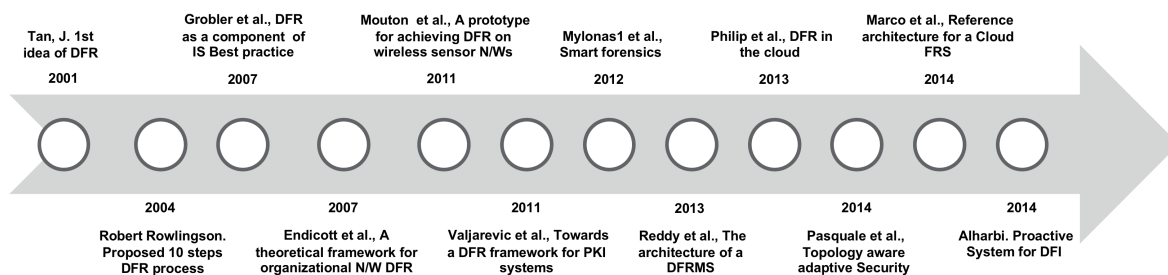 Tan, J. 1st
idea of DFR
2001
Grobler et al., DFR
as a component of
IS Best practice
2007
Mouton et al., A prototype
for achieving DFR on
wireless sensor N/Ws
2011
Mylonas1 et al.,
Smart forensics
2012
Philip et al., DFR in
the cloud
2013
Marco et al., Reference
architecture for a Cloud
FRS
2014
2004
Robert Rowlingson.
Proposed 10 steps
DFR process
2007
Endicott et al., A
theoretical framework for
organizational N/W DFR
2011
Valjarevic et al., Towards
a DFR framework for PKI
systems
2013
Reddy et al., The
architecture of a
DFRMS
2014
Pasquale et al.,
Topology aware
adaptive Security
2014
Alharbi. Proactive
System for DFI